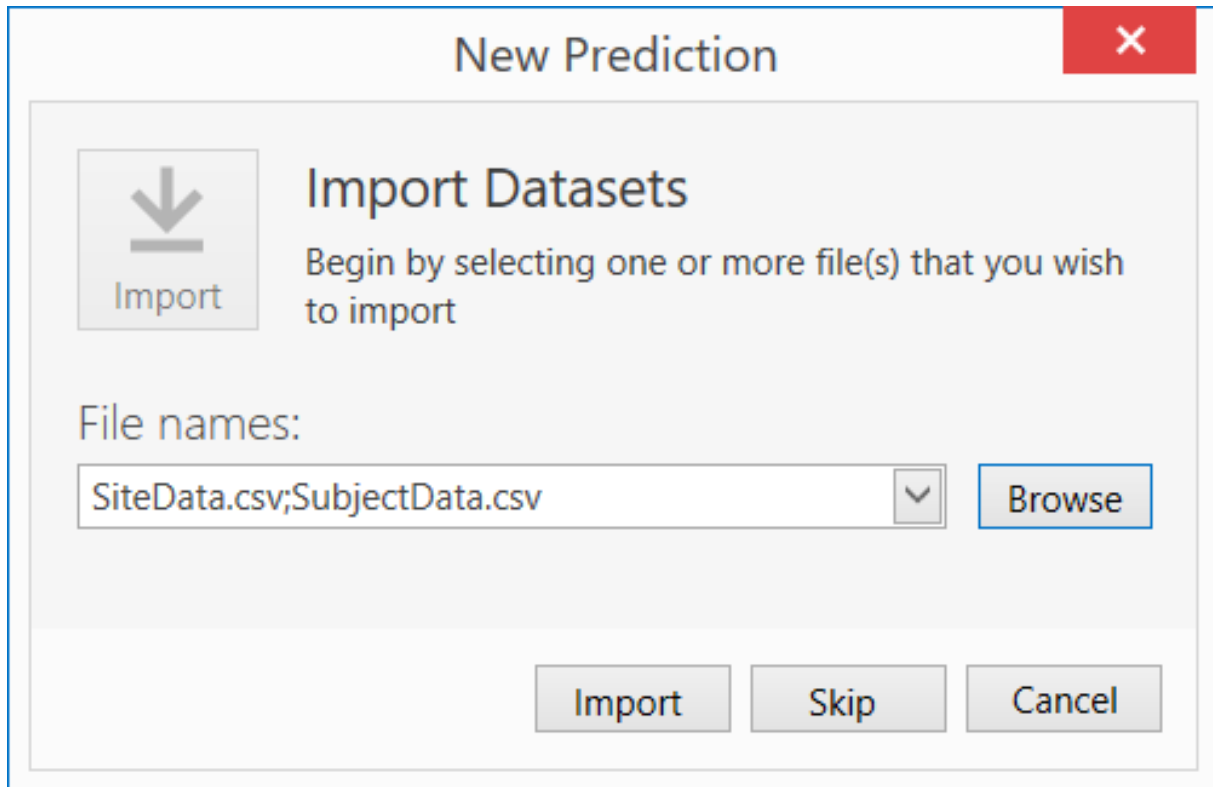 New Prediction
Import
Import Datasets
Begin by selecting one or more file(s) that you wish
to import
File names:
SiteData.csv;SubjectData.csv
Browse
Import
Skip
Cancel